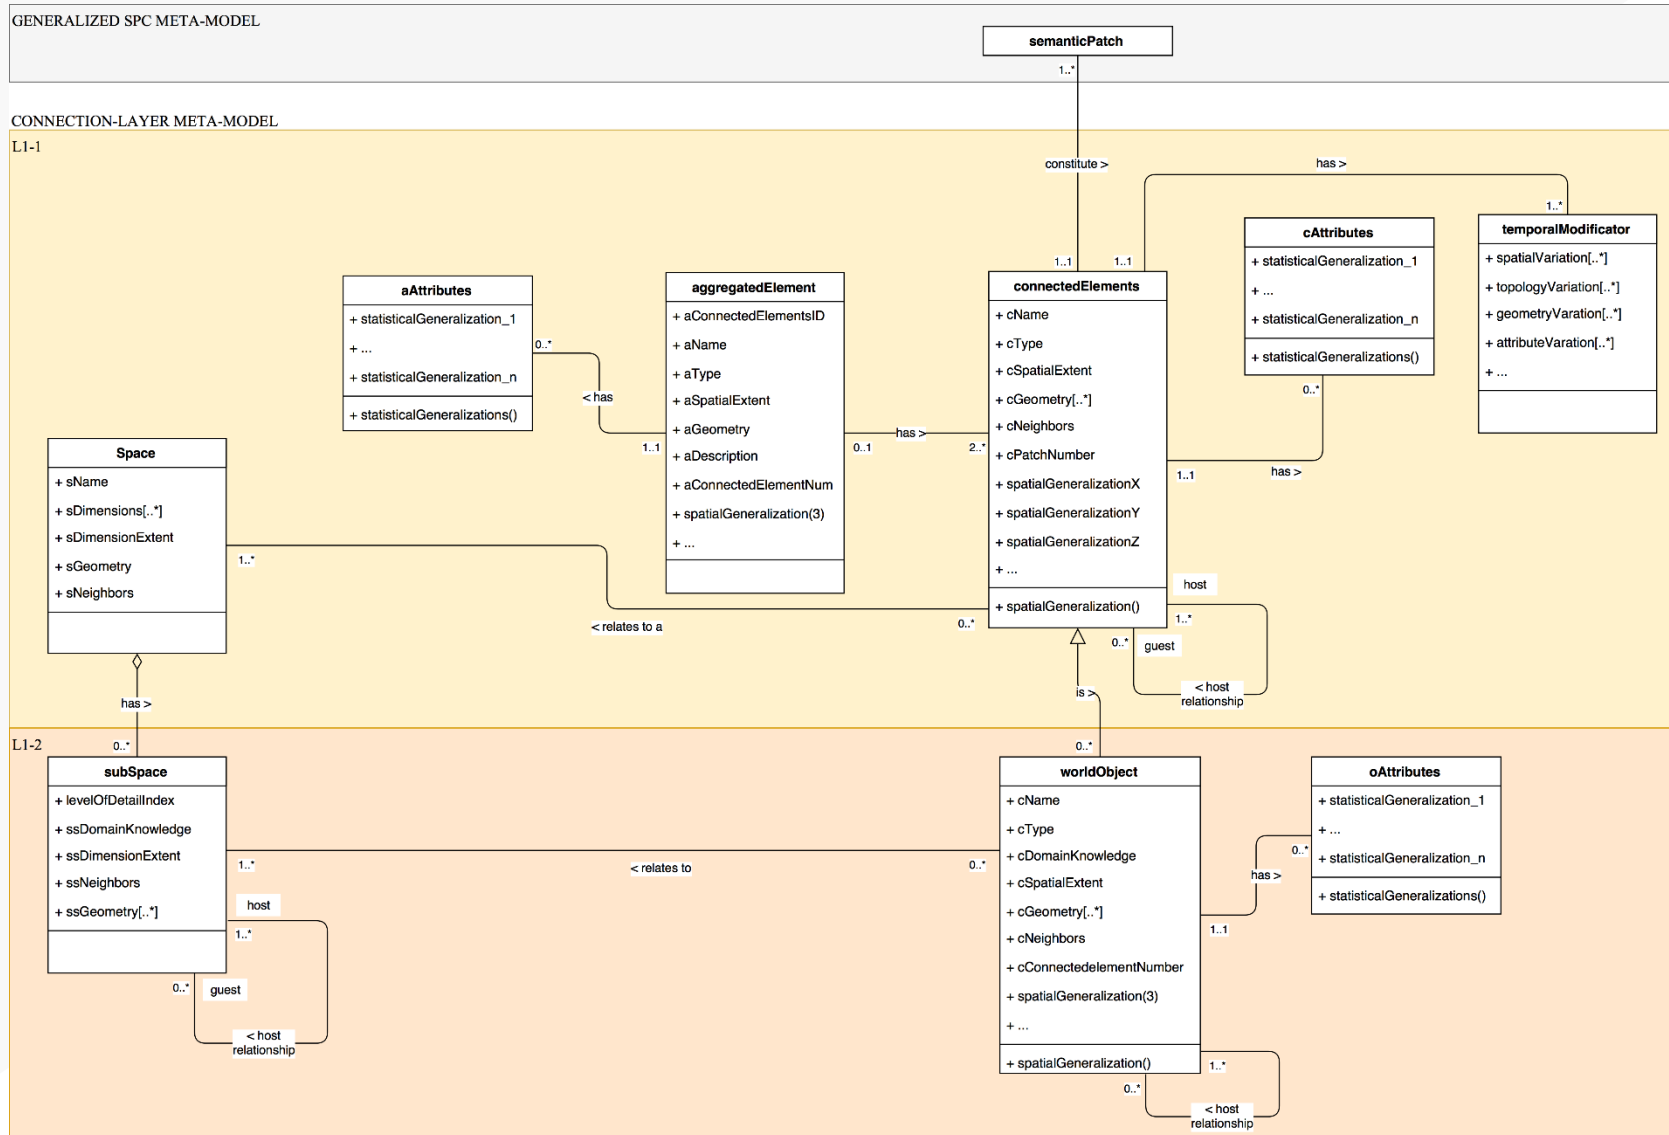 GENERALIZED SPC META-MODEL
semanticPatch
1..*
CONNECTION-LAYER META-MODEL
L1-1
constitute >
has >
1..*
1..1
1..1
temporalModificator
+ spatialVariation[..*]
+ topologyVariation[..*]
+ geometryVaration[..*]
+ attributeVaration[..*]
+ ...
cAttributes
+ statisticalGeneralization_1
+ ...
+ statisticalGeneralization_n
+ statisticalGeneralizations()
0..*
has >
1..1
aAttributes
+ statisticalGeneralization_1
+ ...
+ statisticalGeneralization_n
+ statisticalGeneralizations()
0..*
< has
1..1
aggregatedElement
+ aConnectedElementsID
+ aName
+ aType
+ aSpatialExtent
+ aGeometry
+ aDescription
+ aConnectedElementNum
+ spatialGeneralization(3)
+ ...
0..1
has >
2..*
connectedElements
+ cName
+ cType
+ cSpatialExtent
+ cGeometry[..*]
+ cNeighbors
+ cPatchNumber
+ spatialGeneralizationX
+ spatialGeneralizationY
+ spatialGeneralizationZ
+ ...
+ spatialGeneralization()
host
1..*
0..*
guest
< host
relationship
Space
+ sName
+ sDimensions[..*]
+ sDimensionExtent
+ sGeometry
+ sNeighbors
1..*
< relates to a
0..*
has >
0..*
is >
0..*
L1-2
subSpace
+ levelOfDetailIndex
+ ssDomainKnowledge
+ ssDimensionExtent
+ ssNeighbors
+ ssGeometry[..*]
1..*
< relates to
0..*
host
1..*
0..*
guest
< host
relationship
worldObject
+ cName
+ cType
+ cDomainKnowledge
+ cSpatialExtent
+ cGeometry[..*]
+ cNeighbors
+ cConnectedelementNumber
+ spatialGeneralization(3)
+ ...
+ spatialGeneralization()
1..*
0..*
< host
relationship
oAttributes
+ statisticalGeneralization_1
+ ...
+ statisticalGeneralization_n
+ statisticalGeneralizations()
0..*
has >
1..1